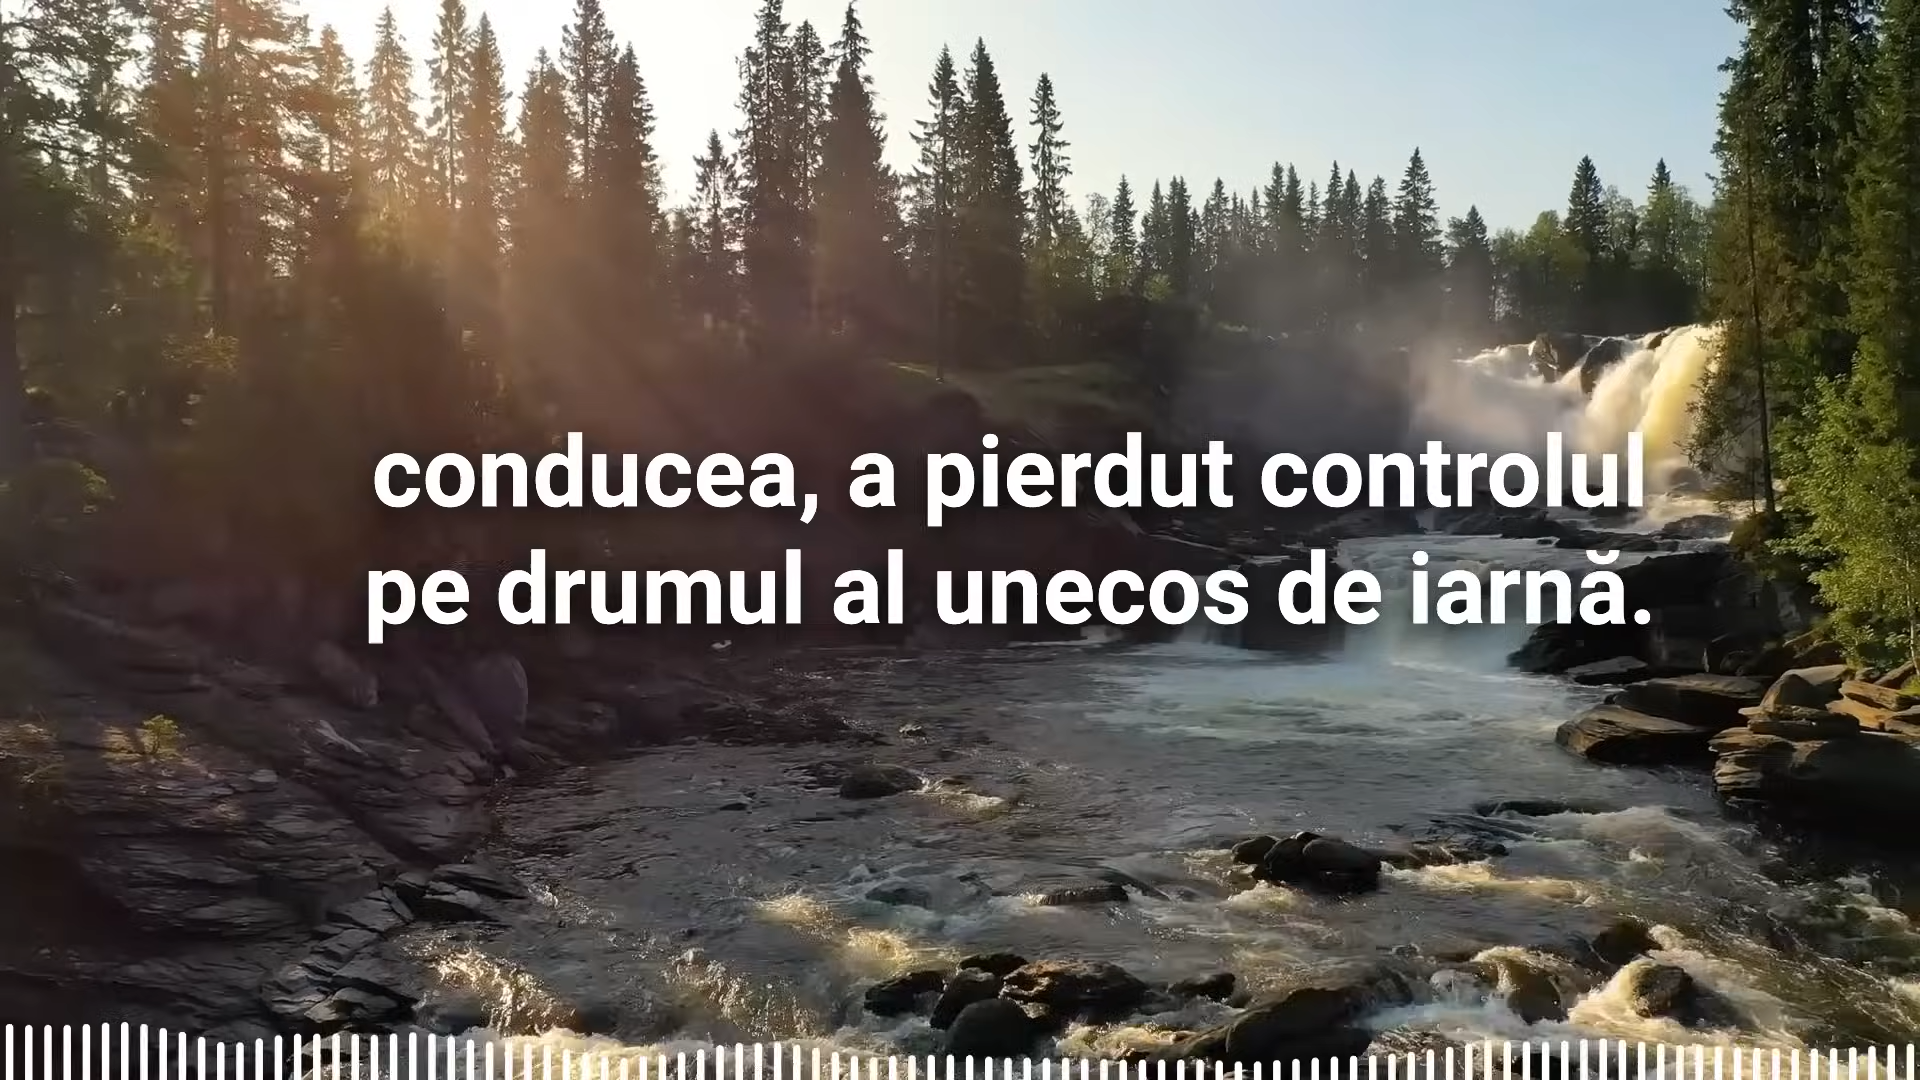 conducea, a pierdut controlul
pe drumul al unecos de iarnă.